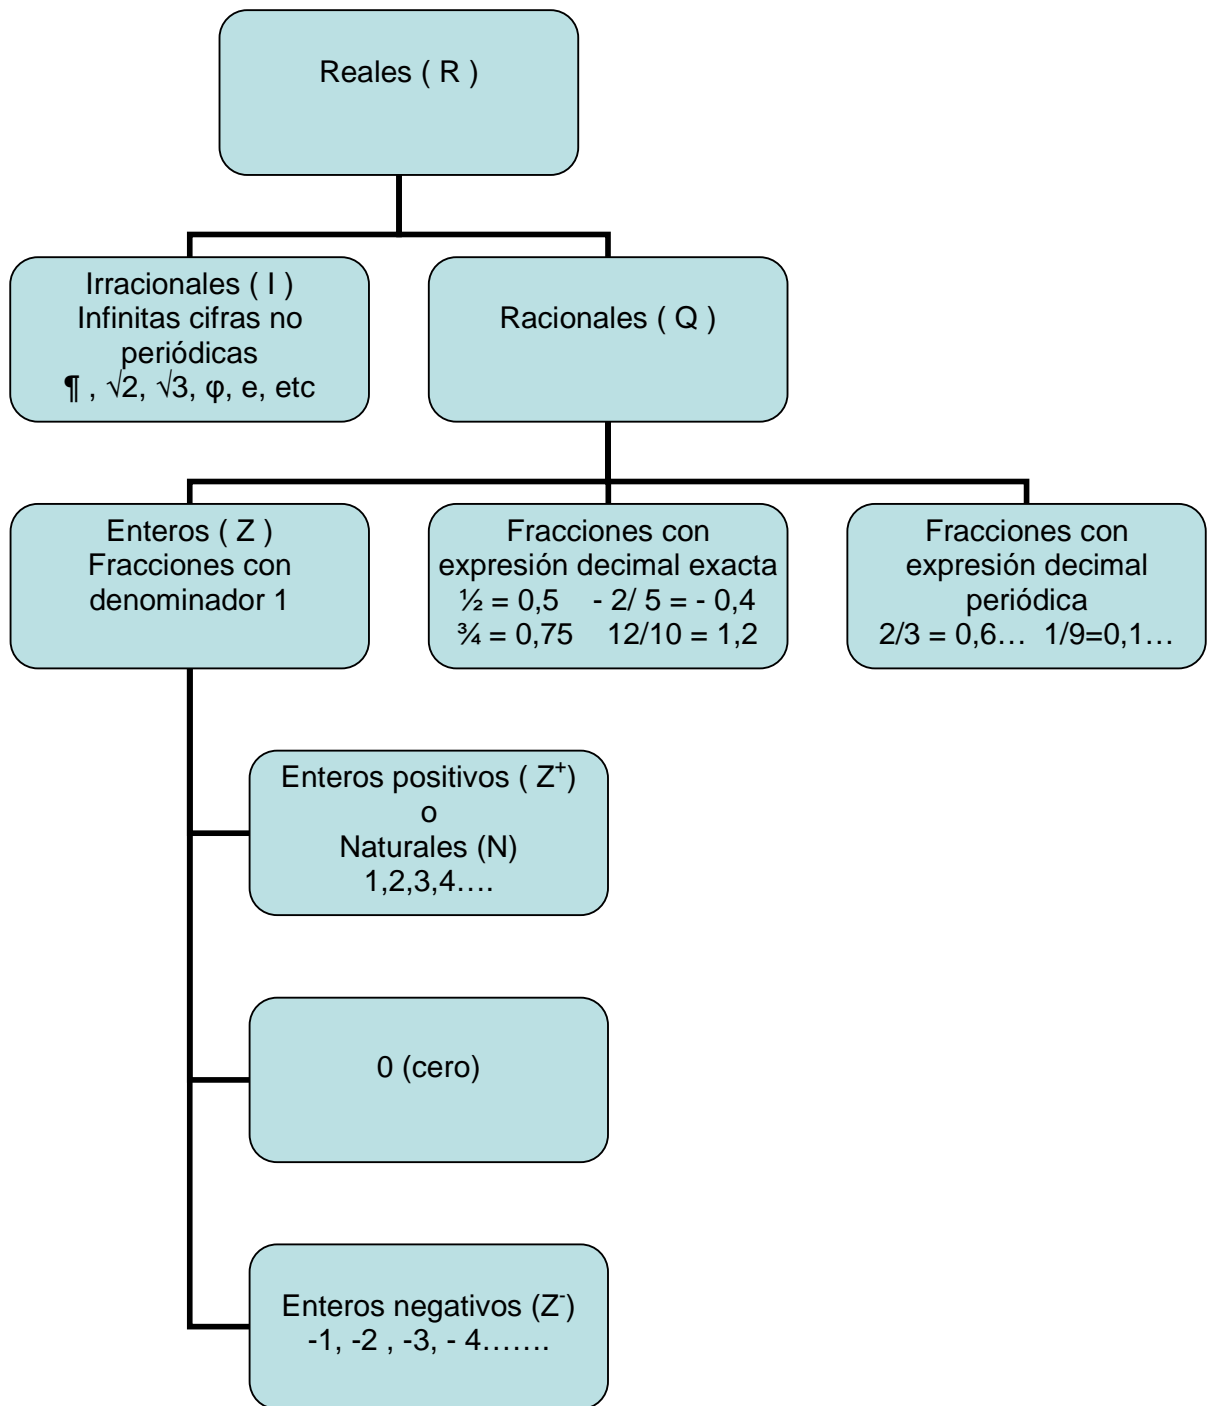 Reales ( R )
Irracionales ( I )
Infinitas cifras no
periódicas
¶ , √2, √3, φ, e, etc
Racionales ( Q )
Enteros ( Z )
Fracciones con
denominador 1
Fracciones con
expresión decimal exacta
½ = 0,5 - 2/ 5 = - 0,4
¾ = 0,75 12/10 = 1,2
Fracciones con
expresión decimal
periódica
2/3 = 0,6… 1/9=0,1…
Enteros positivos ( Z⁺)
o
Naturales (N)
1,2,3,4….
0 (cero)
Enteros negativos (Z⁻)
-1, -2 , -3, - 4…….